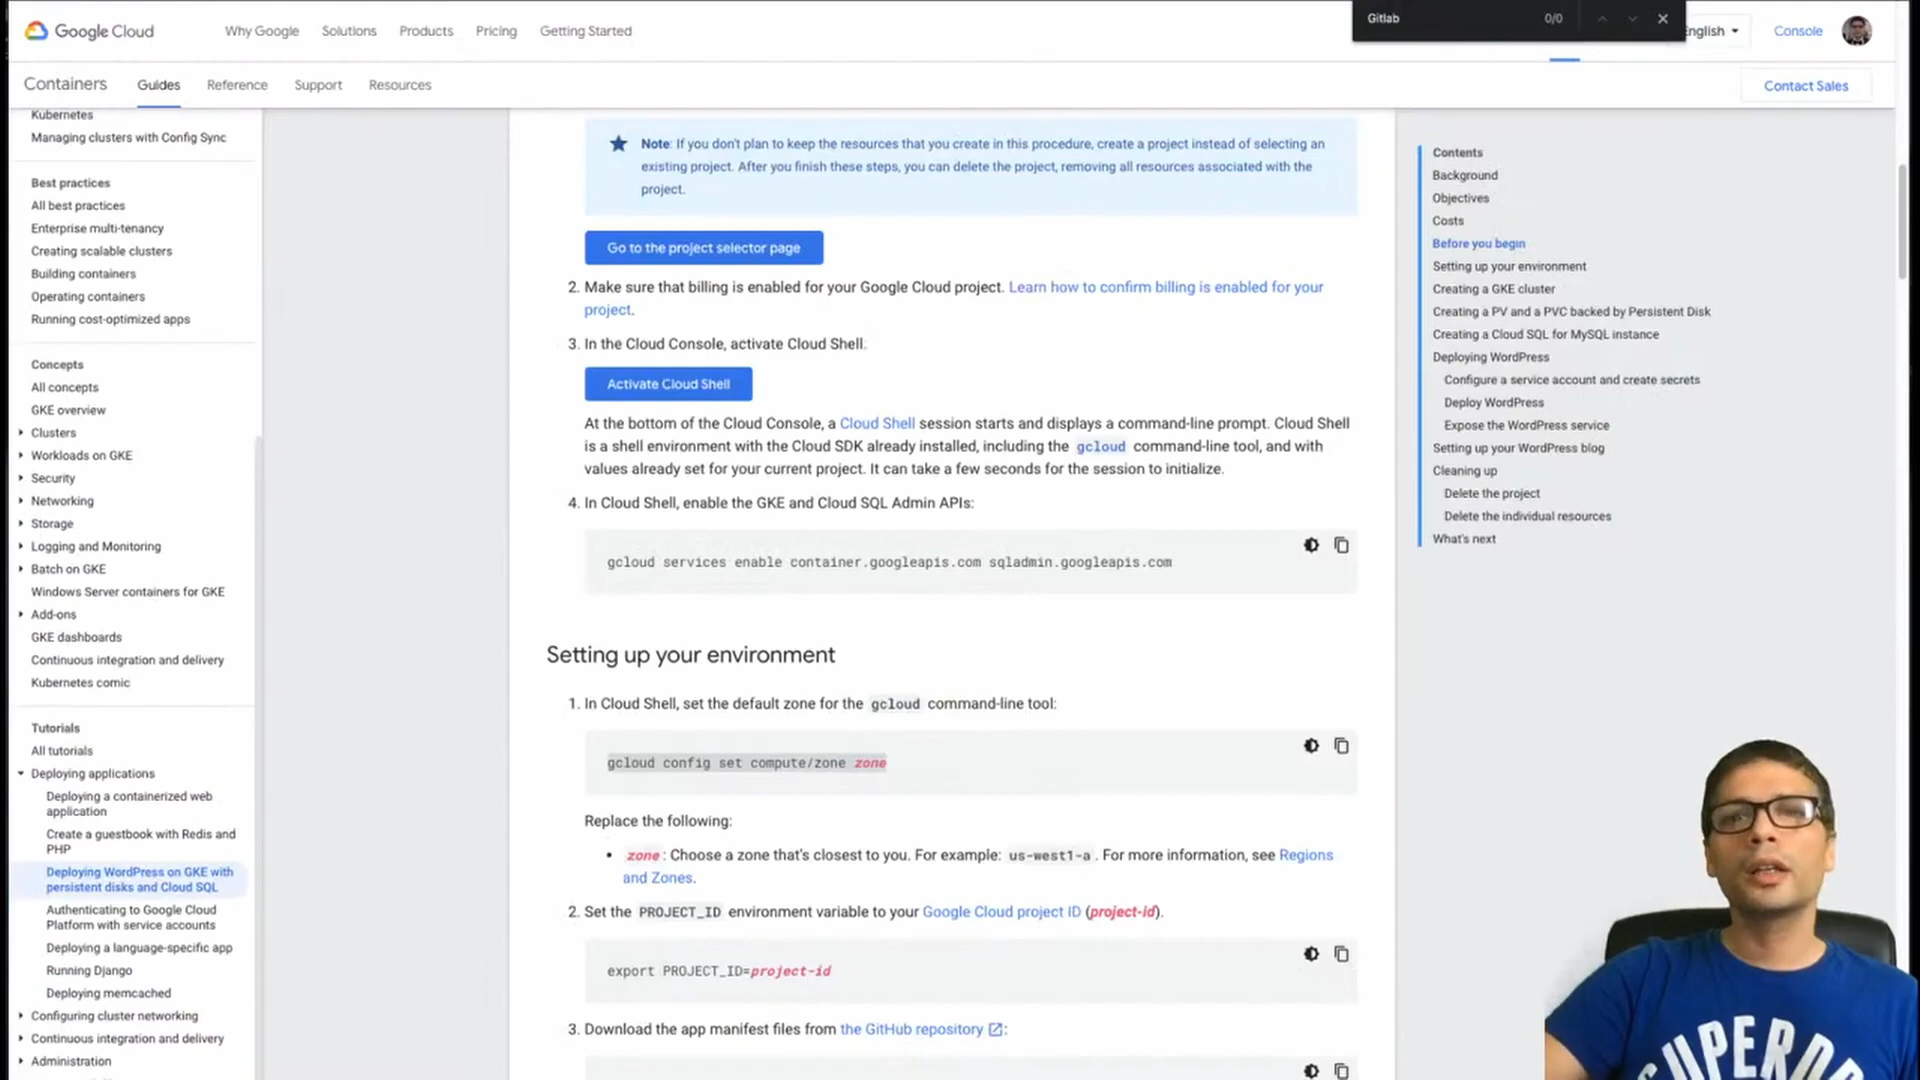 Google Cloud
Why Google
Solutions
Products
Pricing
Getting Started
Gitlab
0/0
English
Console
Containers
Guides
Reference
Support
Resources
Contact Sales
Kubernetes
Managing clusters with Config Sync
Best practices
All best practices
Enterprise multi-tenancy
Creating scalable clusters
Building containers
Operating containers
Running cost-optimized apps
Concepts
All concepts
GKE overview
Clusters
Workloads on GKE
Security
Networking
Storage
Logging and Monitoring
Batch on GKE
Windows Server containers for GKE
Add-ons
GKE dashboards
Continuous integration and delivery
Kubernetes comic
Tutorials
All tutorials
Deploying applications
Deploying a containerized web
application
Create a guestbook with Redis and
PHP
Deploying WordPress on GKE with
persistent disks and Cloud SQL
Authenticating to Google Cloud
Platform with service accounts
Deploying a language-specific app
Running Django
Deploying memcached
Configuring cluster networking
Continuous integration and delivery
Administration
Note: If you don't plan to keep the resources that you create in this procedure, create a project instead of selecting an
existing project. After you finish these steps, you can delete the project, removing all resources associated with the
project.
Go to the project selector page
2. Make sure that billing is enabled for your Google Cloud project. Learn how to confirm billing is enabled for your
project.
3. In the Cloud Console, activate Cloud Shell.
Activate Cloud Shell
At the bottom of the Cloud Console, a Cloud Shell session starts and displays a command-line prompt. Cloud Shell
is a shell environment with the Cloud SDK already installed, including the gcloud command-line tool, and with
values already set for your current project. It can take a few seconds for the session to initialize.
4. In Cloud Shell, enable the GKE and Cloud SQL Admin APIs:
gcloud services enable container.googleapis.com sqladmin.googleapis.com
Setting up your environment
1. In Cloud Shell, set the default zone for the gcloud command-line tool:
gcloud config set compute/zone zone
Replace the following:
• zone: Choose a zone that's closest to you. For example: us-west1-a. For more information, see Regions
and Zones.
2. Set the PROJECT_ID environment variable to your Google Cloud project ID (project-id).
export PROJECT_ID=project-id
3. Download the app manifest files from the GitHub repository:
Contents
Background
Objectives
Costs
Before you begin
Setting up your environment
Creating a GKE cluster
Creating a PV and a PVC backed by Persistent Disk
Creating a Cloud SQL for MySQL instance
Deploying WordPress
Configure a service account and create secrets
Deploy WordPress
Expose the WordPress service
Setting up your WordPress blog
Cleaning up
Delete the project
Delete the individual resources
What's next